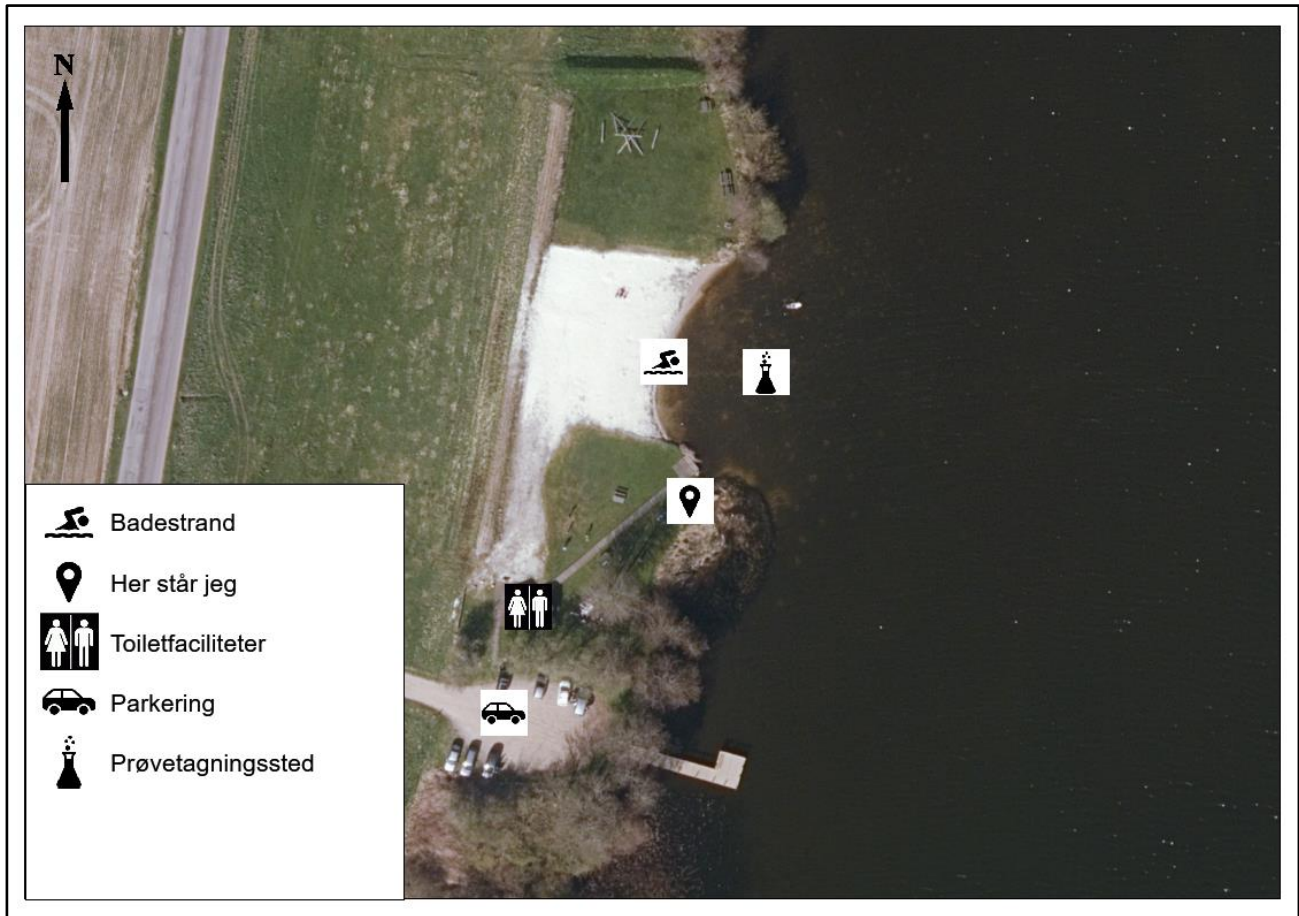 N
Badestrand
Her står jeg
Toiletfaciliteter
Parkering
Prøvetagningssted